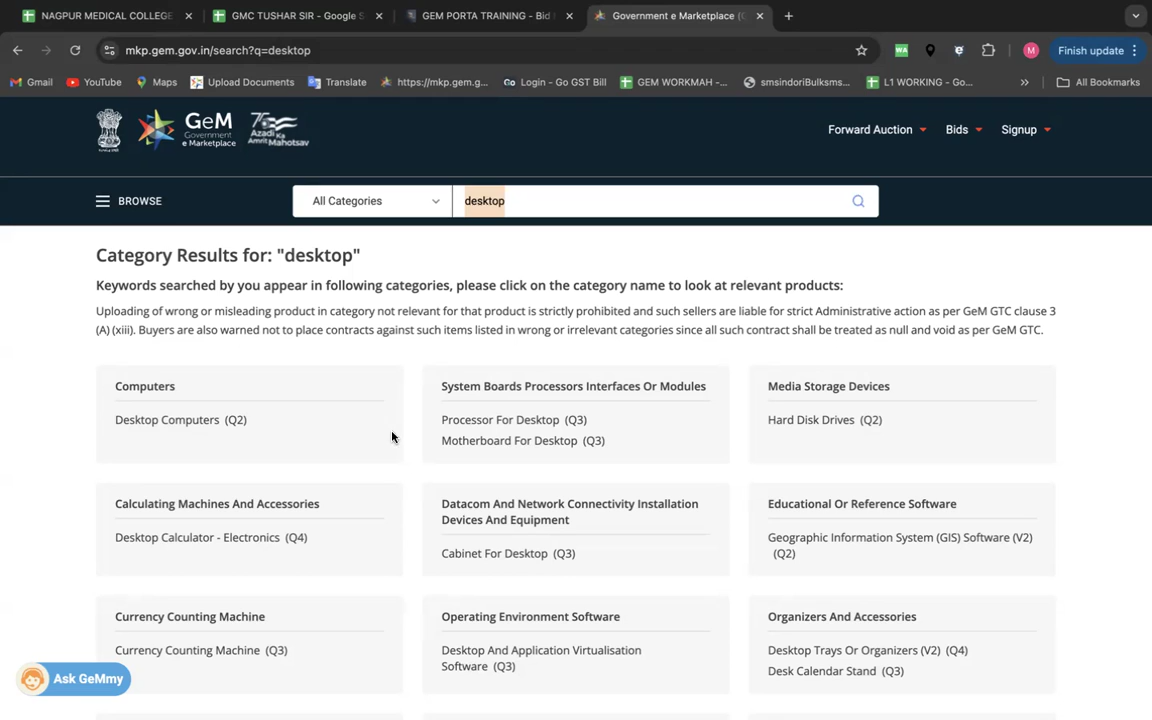 NAGPUR MEDICAL COLLEGE
GMC TUSHAR SIR - Google S
GEM PORTA TRAINING - Bid
Government e Marketplace (
mkp.gem.gov.in/search?q=desktop
M
Finish update
Gmail
YouTube
Maps
Upload Documents
Translate
https://mkp.gem.g...
Login - Go GST Bill
GEM WORKMAH -...
smsindoriBulksms...
L1 WORKING - Go...
All Bookmarks
GeM
Government
e Marketplace
Azadi
Ka
Amrit Mahotsav
Forward Auction
Bids
Signup
BROWSE
All Categories
desktop
Category Results for: "desktop"
Keywords searched by you appear in following categories, please click on the category name to look at relevant products:
Uploading of wrong or misleading product in category not relevant for that product is strictly prohibited and such sellers are liable for strict Administrative action as per GeM GTC clause 3
(A) (xiii). Buyers are also warned not to place contracts against such items listed in wrong or irrelevant categories since all such contract shall be treated as null and void as per GeM GTC.
Computers
Desktop Computers (Q2)
System Boards Processors Interfaces Or Modules
Processor For Desktop (Q3)
Motherboard For Desktop (Q3)
Media Storage Devices
Hard Disk Drives (Q2)
Calculating Machines And Accessories
Desktop Calculator - Electronics (Q4)
Datacom And Network Connectivity Installation
Devices And Equipment
Cabinet For Desktop (Q3)
Educational Or Reference Software
Geographic Information System (GIS) Software (V2)
(Q2)
Currency Counting Machine
Currency Counting Machine (Q3)
Operating Environment Software
Desktop And Application Virtualisation
Software (Q3)
Organizers And Accessories
Desktop Trays Or Organizers (V2) (Q4)
Desk Calendar Stand (Q3)
Ask GeMmy